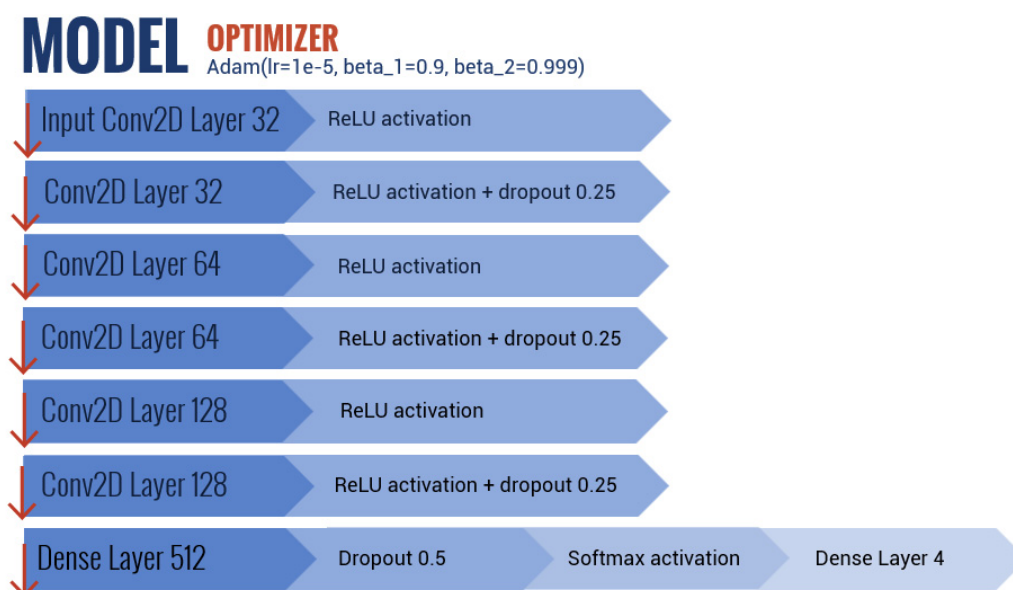 MODEL OPTIMIZER
Adam(lr=1e-5, beta_1=0.9, beta_2=0.999)
Input Conv2D Layer 32 ReLU activation
Conv2D Layer 32 ReLU activation + dropout 0.25
Conv2D Layer 64 ReLU activation
Conv2D Layer 64 ReLU activation + dropout 0.25
Conv2D Layer 128 ReLU activation
Conv2D Layer 128 ReLU activation + dropout 0.25
Dense Layer 512 Dropout 0.5 Softmax activation Dense Layer 4